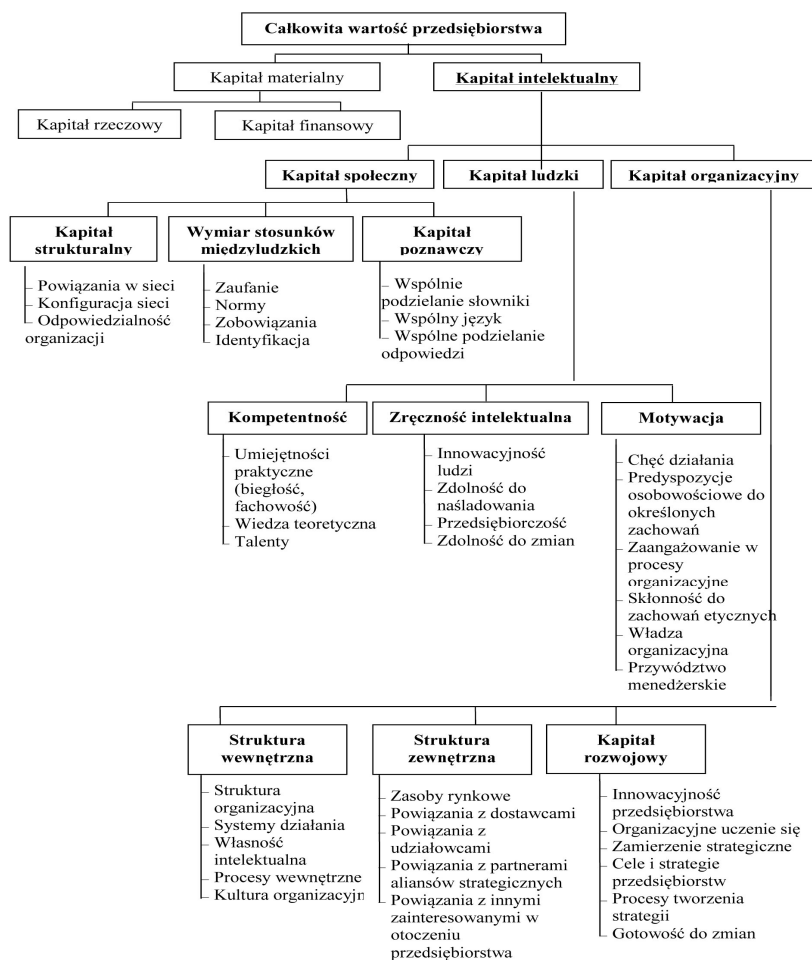 Całkowita wartość przedsiębiorstwa
Kapitał materialny
Kapitał intelektualny
Kapitał rzeczowy
Kapitał finansowy
Kapitał społeczny
Kapitał ludzki
Kapitał organizacyjny
Kapitał
strukturalny
– Powiązania w sieci
– Konfiguracja sieci
– Odpowiedzialność
organizacji
Wymiar stosunków
międzyludzkich
– Zaufanie
– Normy
– Zobowiązania
– Identyfikacja
Kapitał
poznawczy
– Wspólnie
podzielanie słowniki
– Wspólny język
– Wspólne podzielanie
odpowiedzi
Kompetentność
– Umiejętności
praktyczne
(biegłość,
fachowość)
– Wiedza teoretyczna
– Talenty
Zręczność intelektualna
– Innowacyjność
ludzi
– Zdolność do
naśladowania
– Przedsiębiorczość
– Zdolność do zmian
Motywacja
– Chęć działania
– Predyspozycje
osobowościowe do
określonych
zachowań
– Zaangażowanie w
procesy
organizacyjne
– Skłonność do
zachowań etycznych
– Władza
organizacyjna
– Przywództwo
menedżerskie
Struktura
wewnętrzna
– Struktura
organizacyjna
– Systemy działania
– Własność
intelektualna
– Procesy wewnętrzne
– Kultura organizacyjn
Struktura
zewnętrzna
– Zasoby rynkowe
– Powiązania z dostawcami
– Powiązania z
udziałowcami
– Powiązania z partnerami
aliansów strategicznych
– Powiązania z innymi
zainteresowanymi w
otoczeniu
przedsiębiorstwa
Kapitał
rozwojowy
– Innowacyjność
przedsiębiorstwa
– Organizacyjne uczenie się
– Zamierzenie strategiczne
– Cele i strategie
przedsiębiorstw
– Procesy tworzenia
strategii
– Gotowość do zmian